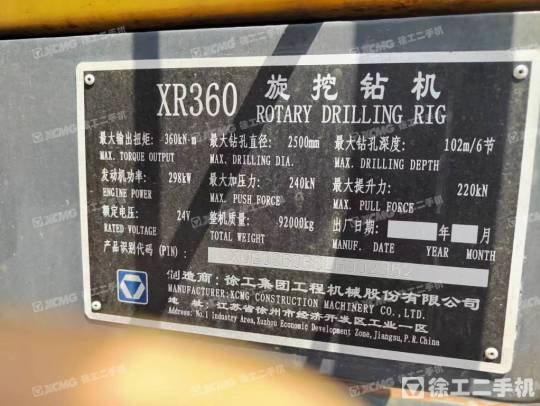 XR360 旋挖钻机
ROTARY DRILLING RIG
最大输出扭矩: 360kN·m 最大钻孔直径: 2500mm 最大钻孔深度: 102m/6节
MAX. TORQUE OUTPUT MAX. DRILLING DIA. MAX. DRILLING DEPTH
发动机功率: 298kW 最大加压力: 240kN 最大提升力: 220kN
ENGINE POWER MAX. PUSH FORCE MAX. PULL FORCE
额定电压: 24V 整机质量: 92000kg 出厂日期: 年 月
RATED VOLTAGE TOTAL WEIGHT MANUF. DATE YEAR MONTH
产品识别代码(PIN):
制造商: 徐工集团工程机械股份有限公司
MANUFACTURER:XCMG CONSTRUCTION MACHINERY CO.,LTD.
地 址: 江苏省徐州市经济开发区工业一区
Address: No.1 Industry Area, Xuzhou Economic Development Zone, Jiangsu, P.R.China
徐工二手机